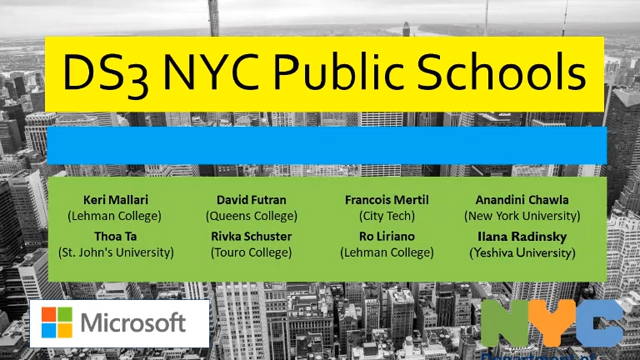 DS3 NYC Public Schools
Keri Mallari David Futran Francois Mertil Anandini Chawla
(Lehman College) (Queens College) (City Tech) (New York University)
Thoa Ta Rivka Schuster Ro Liriano Ilana Radinsky
(St. John's University) (Touro College) (Lehman College) (Yeshiva University)
Microsoft NYC